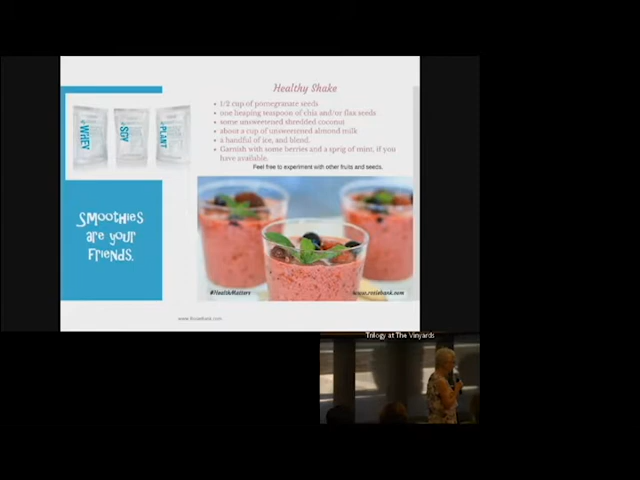 Healthy Shake
1/2 cup of pomegranate seeds
one heaping teaspoon of chia and/or flax seeds
some unsweetened shredded coconut
about a cup of unsweetened almond milk
a handful of ice, and blend.
Garnish with some berries and a sprig of mint, if you
have available.
Feel free to experiment with other fruits and seeds.
WHEY
SOY
PLANT
Smoothies
are your
Friends.
#HealthMatters
Trilogy at The Vinyards